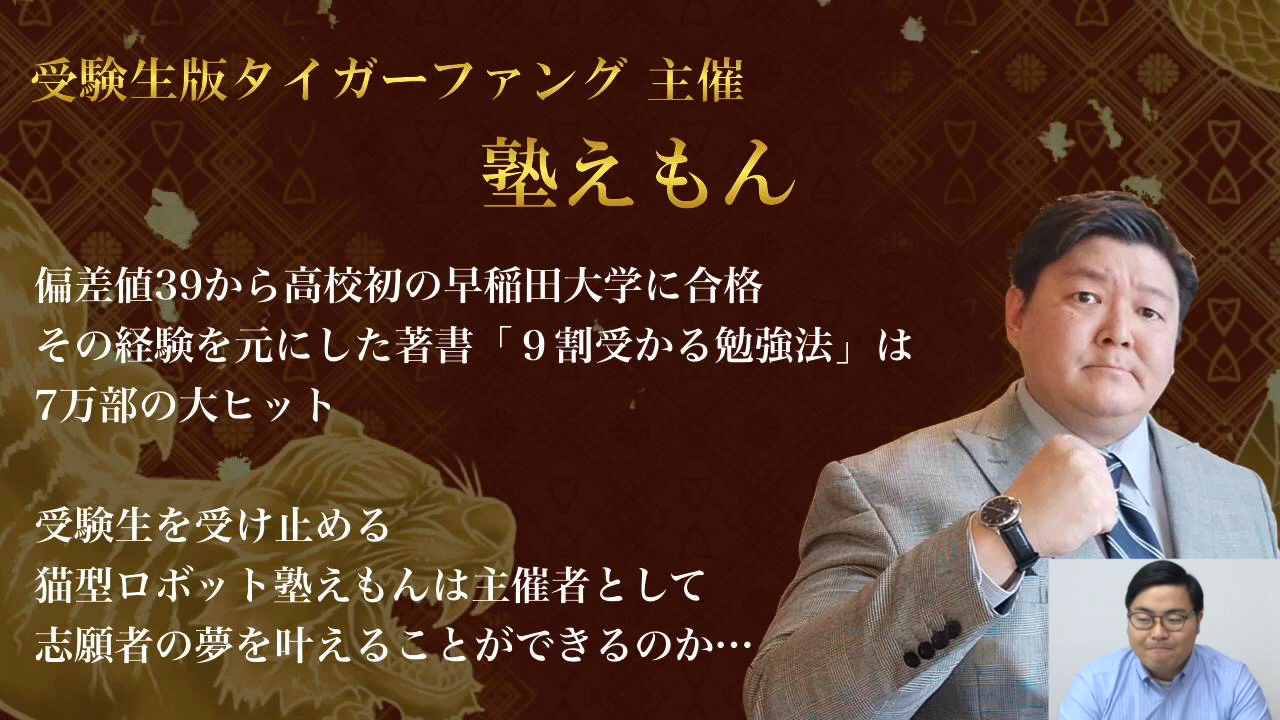 受験生版タイガーファング 主催
塾えもん
偏差値39から高校初の早稲田大学に合格
その経験を元にした著書「９割受かる勉強法」は
7万部の大ヒット
受験生を受け止める
猫型ロボット塾えもんは主催者として
志願者の夢を叶えることができるのか…